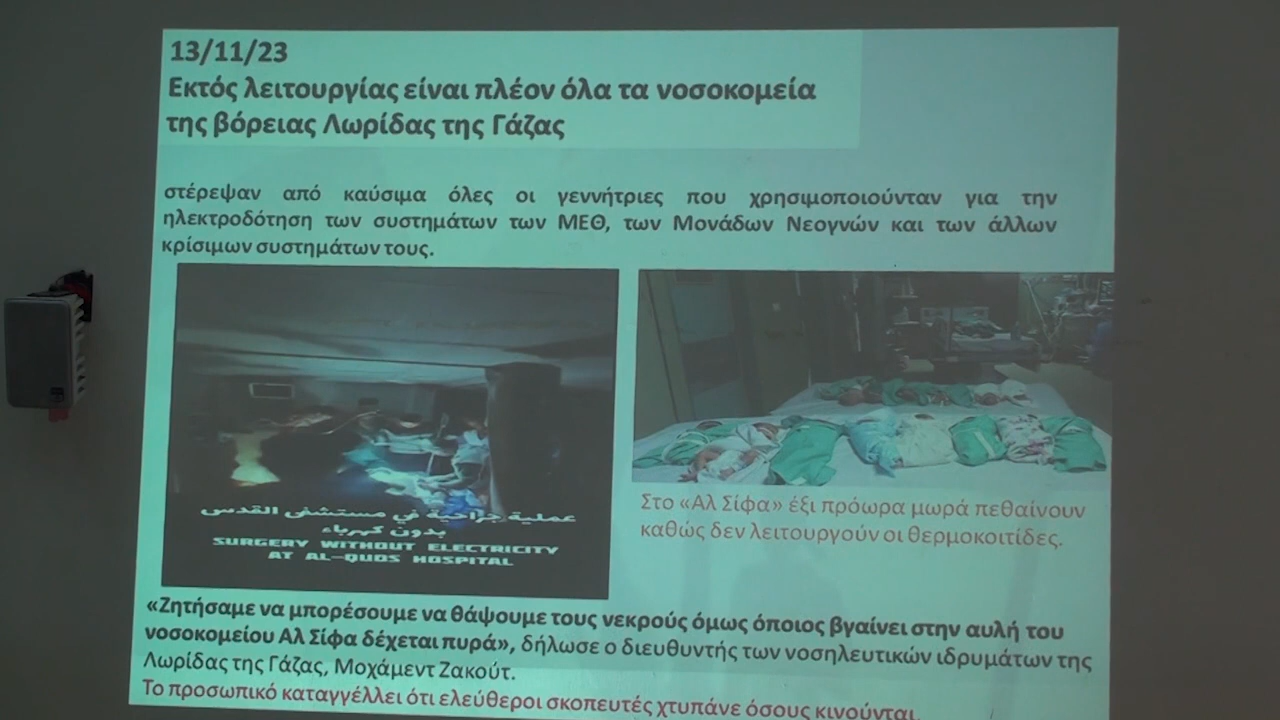 13/11/23
Εκτός λειτουργίας είναι πλέον όλα τα νοσοκομεία
της βόρειας Λωρίδας της Γάζας
στέρεψαν από καύσιμα όλες οι γεννήτριες που χρησιμοποιούνταν για την
ηλεκτροδότηση των συστημάτων των ΜΕΘ, των Μονάδων Νεογνών και των άλλων
κρίσιμων συστημάτων τους.
عملية جراحية في مستشفى القدس
بدون كهرباء
SURGERY WITHOUT ELECTRICITY
AT AL-QUDS HOSPITAL
Στο «Αλ Σίφα» έξι πρόωρα μωρά πεθαίνουν
καθώς δεν λειτουργούν οι θερμοκοιτίδες.
«Ζητήσαμε να μπορέσουμε να θάψουμε τους νεκρούς όμως όποιος βγαίνει στην αυλή του
νοσοκομείου Αλ Σίφα δέχεται πυρά», δήλωσε ο διευθυντής των νοσηλευτικών ιδρυμάτων της
Λωρίδας της Γάζας, Μοχάμεντ Ζακούτ.
Το προσωπικό καταγγέλλει ότι ελεύθεροι σκοπευτές χτυπάνε όσους κινούνται.